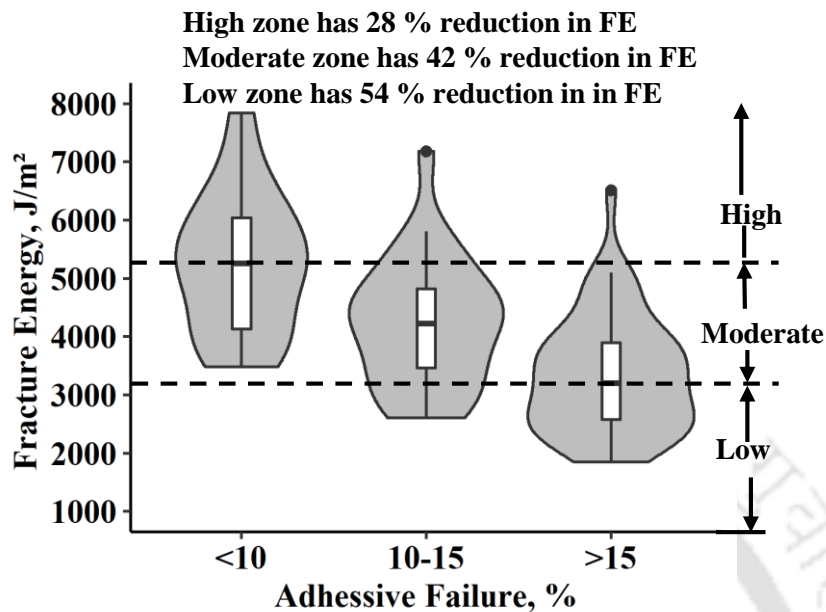 High zone has 28 % reduction in FE
Moderate zone has 42 % reduction in FE
Low zone has 54 % reduction in in FE
Fracture Energy, J/m²
8000
7000
6000
5000
4000
3000
2000
1000
High
Moderate
Low
<10
10-15
>15
Adhessive Failure, %